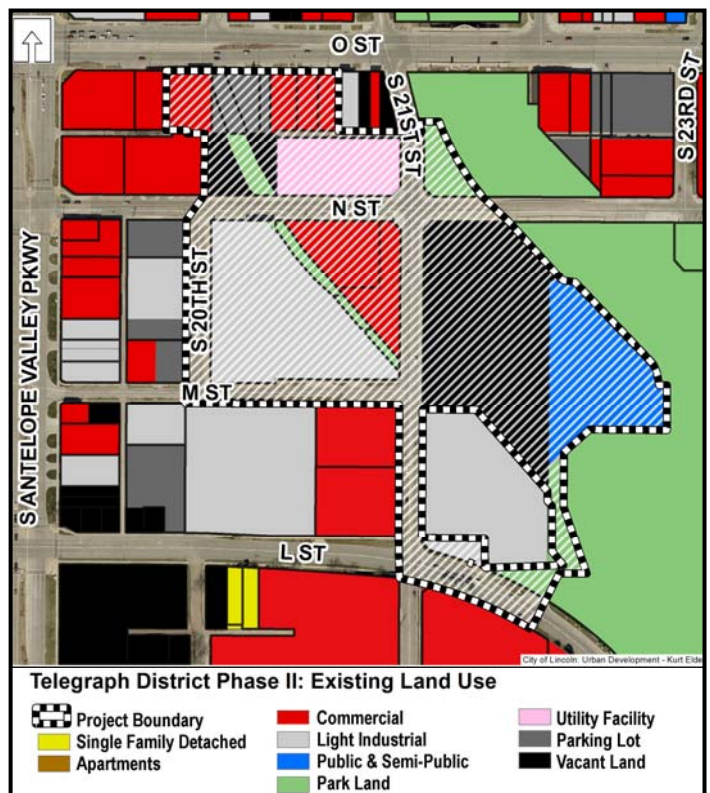 O ST
S 21ST ST
S 23RD ST
N ST
S ANTELOPE VALLEY PKWY
S 20TH ST
M ST
L ST
City of Lincoln: Urban Development - Kurt Elde
Telegraph District Phase II: Existing Land Use
Project Boundary
Single Family Detached
Apartments
Commercial
Light Industrial
Public & Semi-Public
Park Land
Utility Facility
Parking Lot
Vacant Land